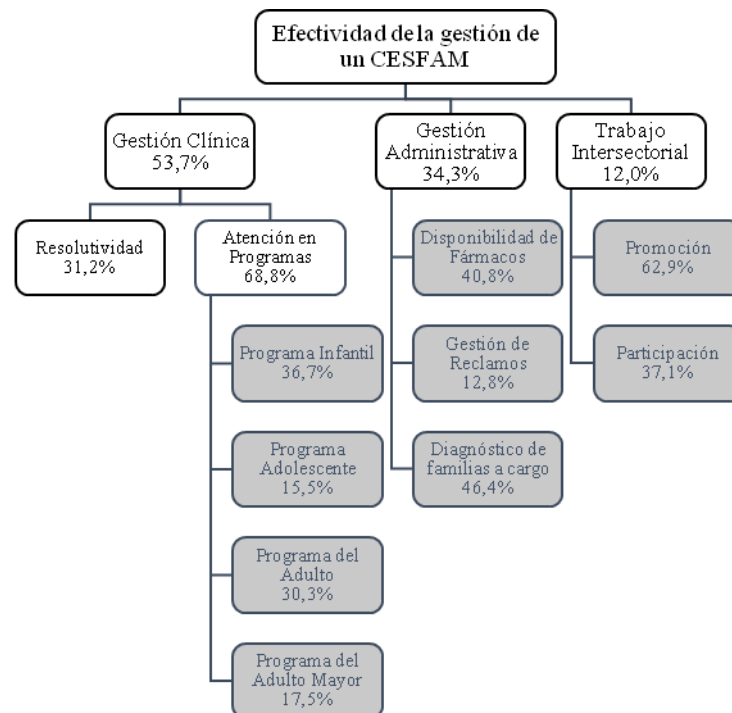 Efectividad de la gestión de
un CESFAM
Gestión Clínica
53,7%
Gestión
Administrativa
34,3%
Trabajo
Intersectorial
12,0%
Resolutividad
31,2%
Atención en
Programas
68,8%
Disponibilidad de
Fármacos
40,8%
Promoción
62,9%
Programa Infantil
36,7%
Gestión de
Reclamos
12,8%
Participación
37,1%
Programa
Adolescente
15,5%
Diagnóstico de
familias a cargo
46,4%
Programa del
Adulto
30,3%
Programa del
Adulto Mayor
17,5%